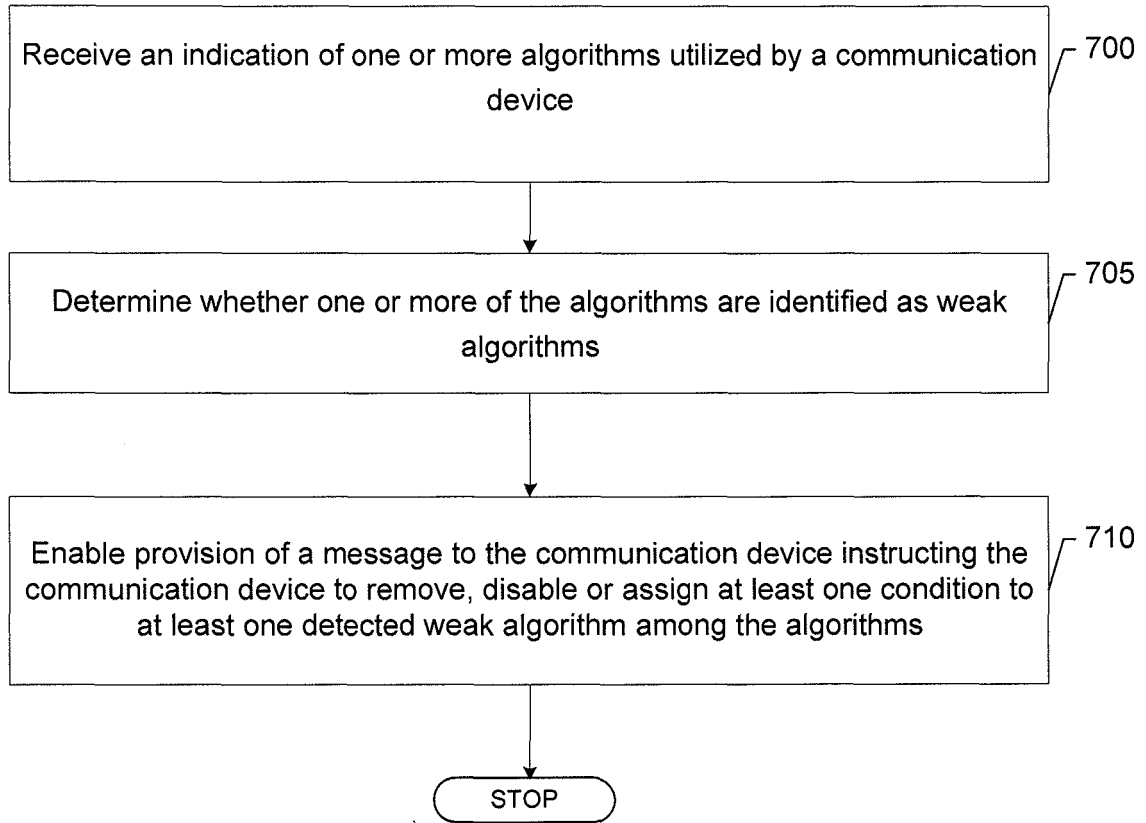 Receive an indication of one or more algorithms utilized by a communication
device
700
Determine whether one or more of the algorithms are identified as weak
algorithms
705
Enable provision of a message to the communication device instructing the
communication device to remove, disable or assign at least one condition to
at least one detected weak algorithm among the algorithms
710
STOP